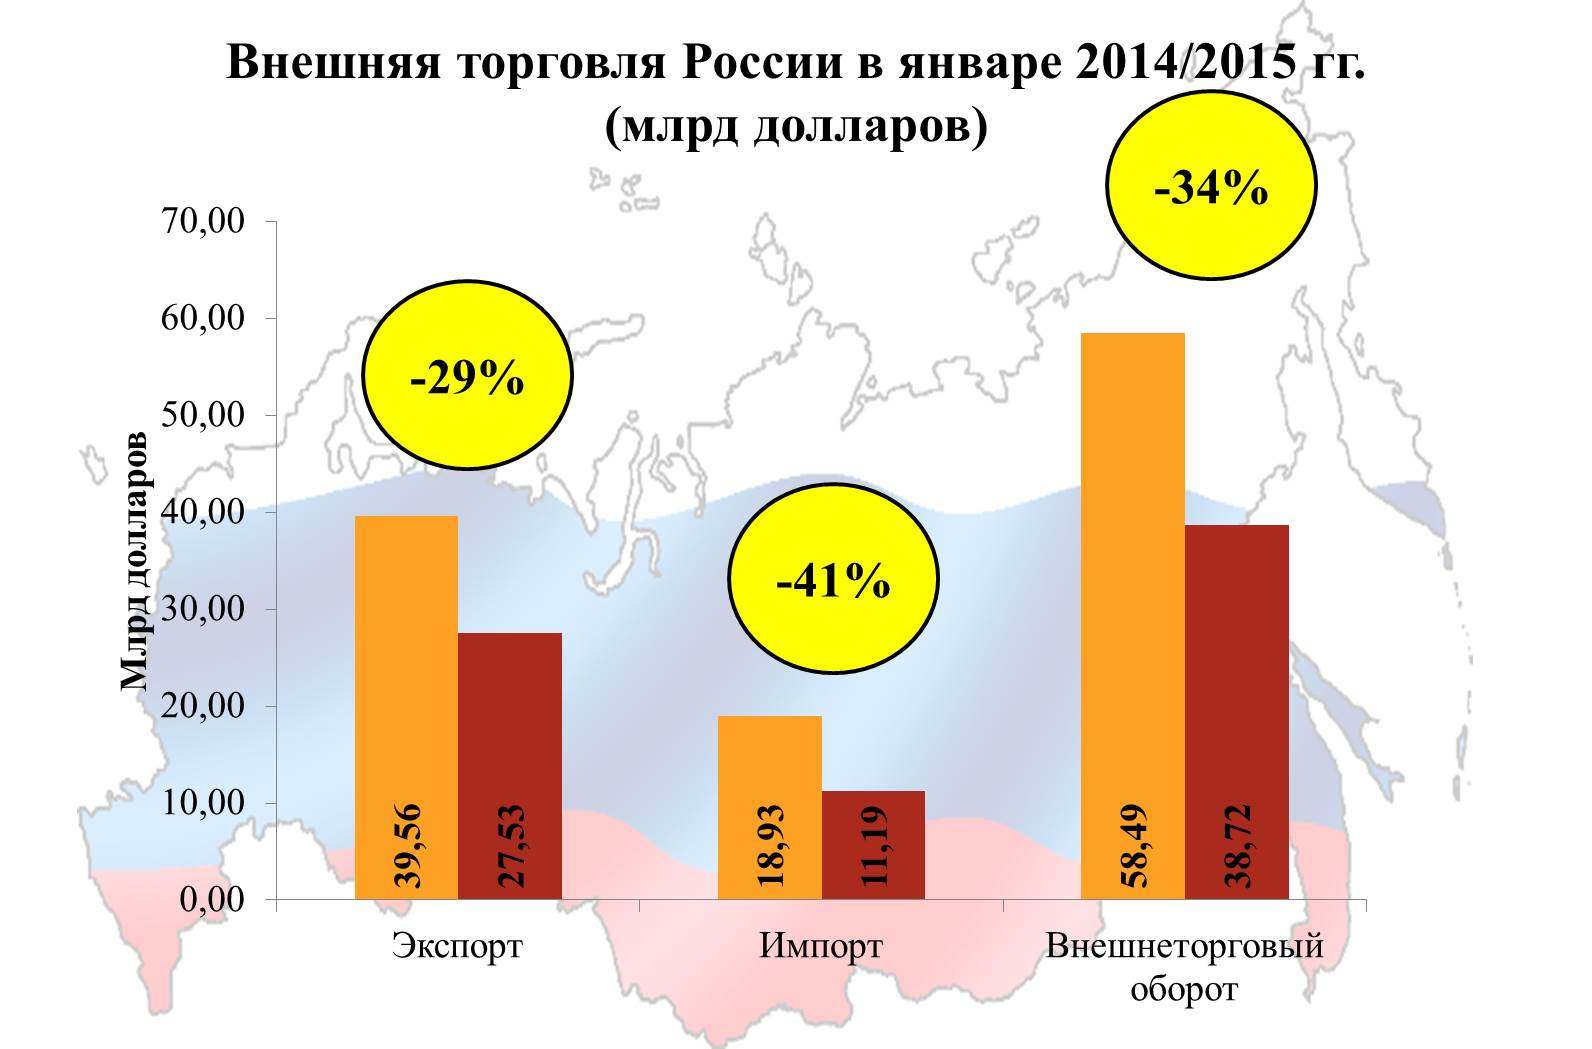 Внешняя торговля России в январе 2014/2015 гг.
(млрд долларов)
-34%
-29%
-41%
Млрд долларов
70,00
60,00
50,00
40,00
30,00
20,00
10,00
0,00
39,56
27,53
18,93
11,19
58,49
38,72
Экспорт
Импорт
Внешнеторговый
оборот